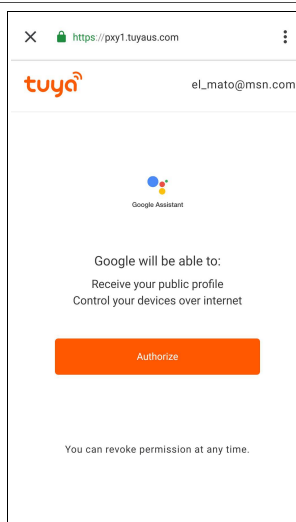 https://pxy1.tuyaus.com
tuya
el_mato@msn.com
Google Assistant
Google will be able to:
Receive your public profile
Control your devices over internet
Authorize
You can revoke permission at any time.